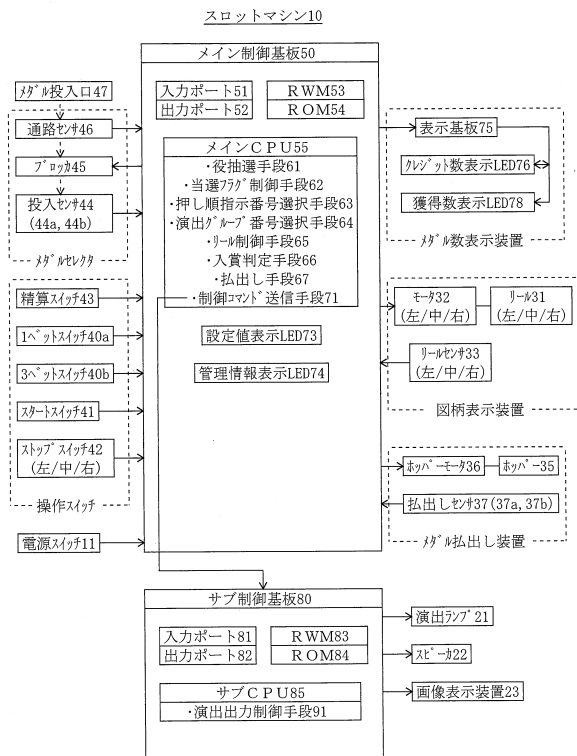 スロットマシン10
メイン制御基板50
メダル投入口47
通路センサ46
ブロッカ45
投入センサ44
(44a, 44b)
メダルセレクタ
精算スイッチ43
1ベットスイッチ40a
3ベットスイッチ40b
スタートスイッチ41
ストップスイッチ42
(左/中/右)
操作スイッチ
電源スイッチ11
入力ポート51
出力ポート52
RWM53
ROM54
メインCPU55
・役抽選手段61
・当選フラグ制御手段62
・押し順指示番号選択手段63
・演出グループ番号選択手段64
・リール制御手段65
・入賞判定手段66
・払出し手段67
・制御コマンド送信手段71
設定値表示LED73
管理情報表示LED74
表示基板75
クレジット数表示LED76
獲得数表示LED78
メダル数表示装置
モータ32
(左/中/右)
リール31
(左/中/右)
リールセンサ33
(左/中/右)
図柄表示装置
ホッパーモータ36
ホッパー35
払出しセンサ37(37a, 37b)
メダル払出し装置
サブ制御基板80
入力ポート81
出力ポート82
RWM83
ROM84
サブCPU85
・演出出力制御手段91
演出ランプ21
スピーカ22
画像表示装置23